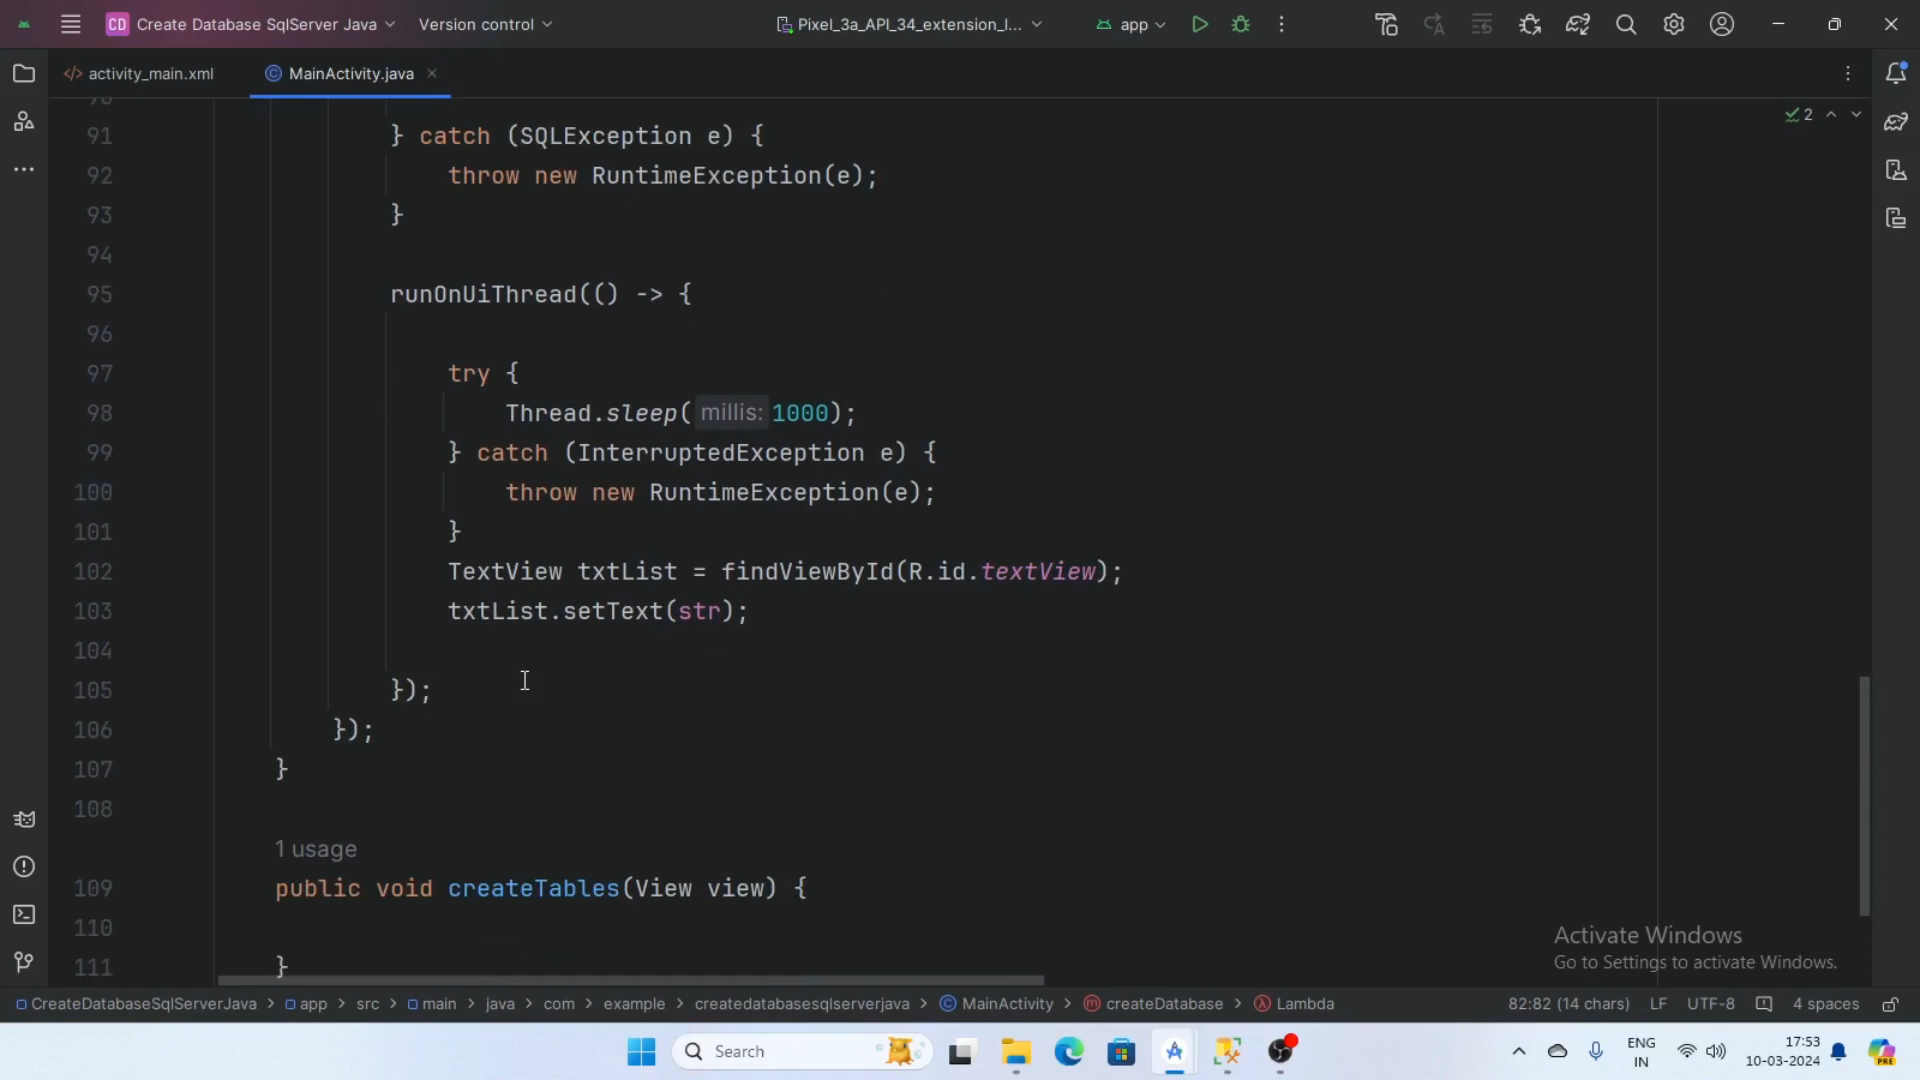 CD Create Database SqlServer Java Version control Pixel_3a_API_34_extension_l... app
activity_main.xml MainActivity.java
2
91 } catch (SQLException e) {
92 throw new RuntimeException(e);
93 }
94
95 runOnUiThread(() -> {
96
97 try {
98 Thread.sleep( millis: 1000);
99 } catch (InterruptedException e) {
100 throw new RuntimeException(e);
101 }
102 TextView txtList = findViewById(R.id.textView);
103 txtList.setText(str);
104
105 });
106 });
107 }
108
1 usage
109 public void createTables(View view) {
110
111 }
Activate Windows
Go to Settings to activate Windows.
CreateDatabaseSqlServerJava > app > src > main > java > com > example > createdatabasesqlserverjava > MainActivity > createDatabase > Lambda 82:82 (14 chars) LF UTF-8 4 spaces
Search ENG IN 17:53 10-03-2024 PRE